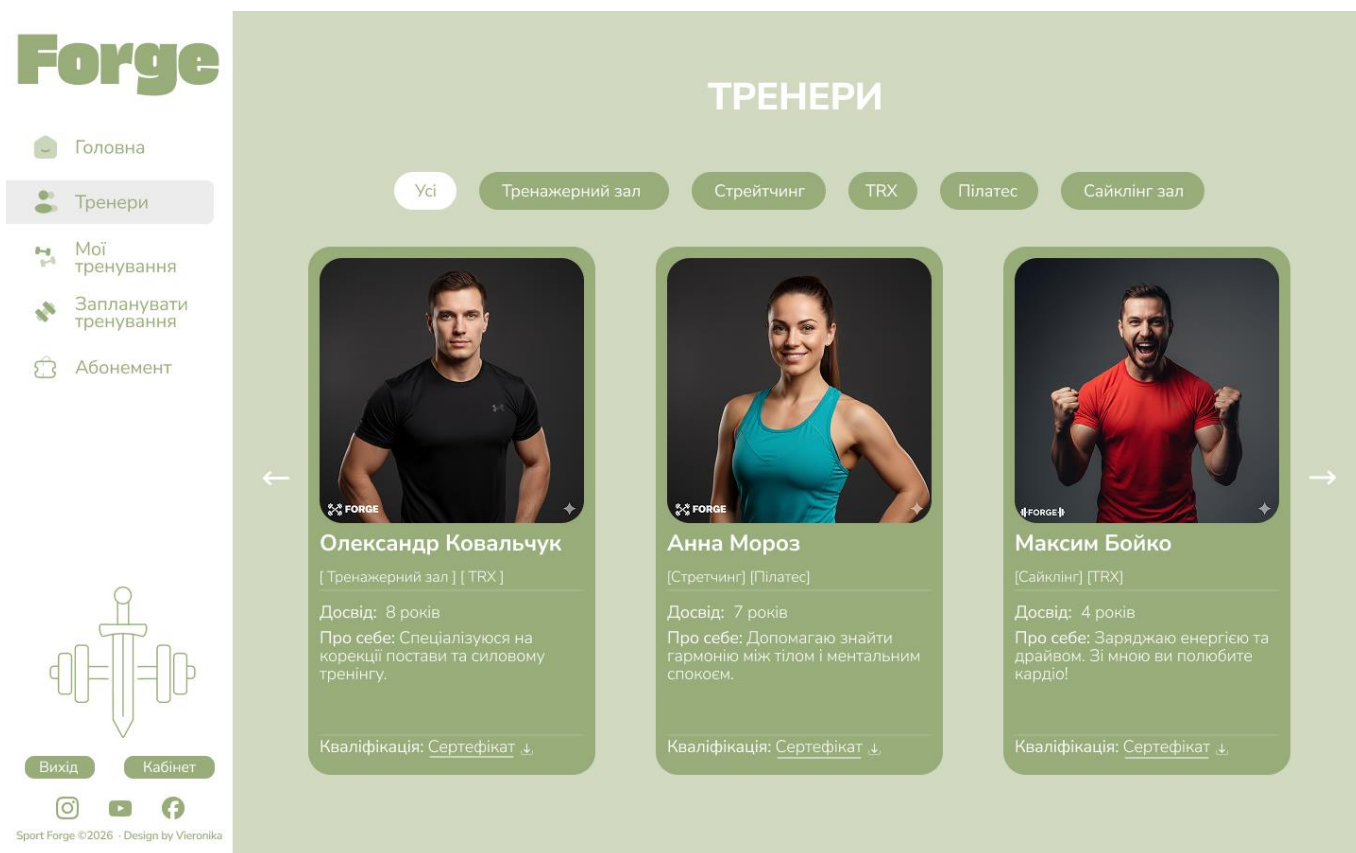 Forge
Головна
Тренери
Мої
тренування
Запланувати
тренування
Абонемент
Вихід
Кабінет
Sport Forge ©2026 · Design by Vieronika
ТРЕНЕРИ
Усі
Тренажерний зал
Стрейтчинг
TRX
Пілатес
Сайклінг зал
←
→
FORGE
Олександр Ковальчук
[ Тренажерний зал ] [ TRX ]
Досвід: 8 років
Про себе: Спеціалізуюся на
корекції постави та силовому
тренінгу.
Кваліфікація: Сертефікат
FORGE
Анна Мороз
[Стретчинг] [Пілатес]
Досвід: 7 років
Про себе: Допомагаю знайти
гармонію між тілом і ментальним
спокоєм.
Кваліфікація: Сертефікат
FORGE
Максим Бойко
[Сайклінг] [TRX]
Досвід: 4 років
Про себе: Заряджаю енергією та
драйвом. Зі мною ви полюбите
кардіо!
Кваліфікація: Сертефікат